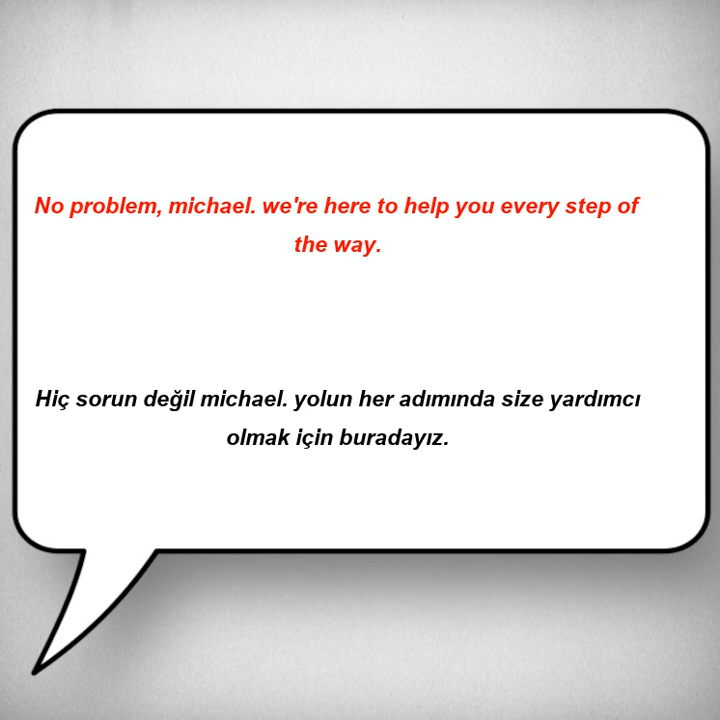 No problem, michael. we're here to help you every step of
the way.
Hiç sorun değil michael. yolun her adımında size yardımcı
olmak için buradayız.